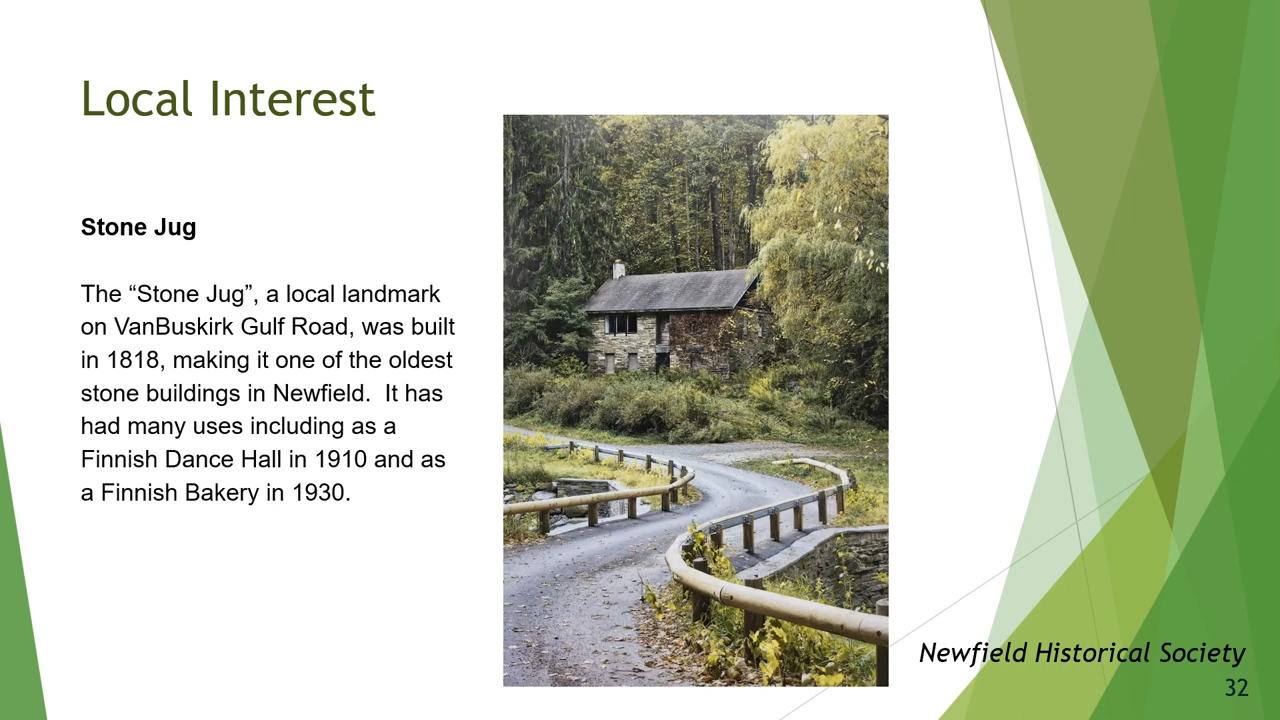 Local Interest
Stone Jug
The “Stone Jug”, a local landmark
on VanBuskirk Gulf Road, was built
in 1818, making it one of the oldest
stone buildings in Newfield.  It has
had many uses including as a
Finnish Dance Hall in 1910 and as
a Finnish Bakery in 1930.
Newfield Historical Society
32